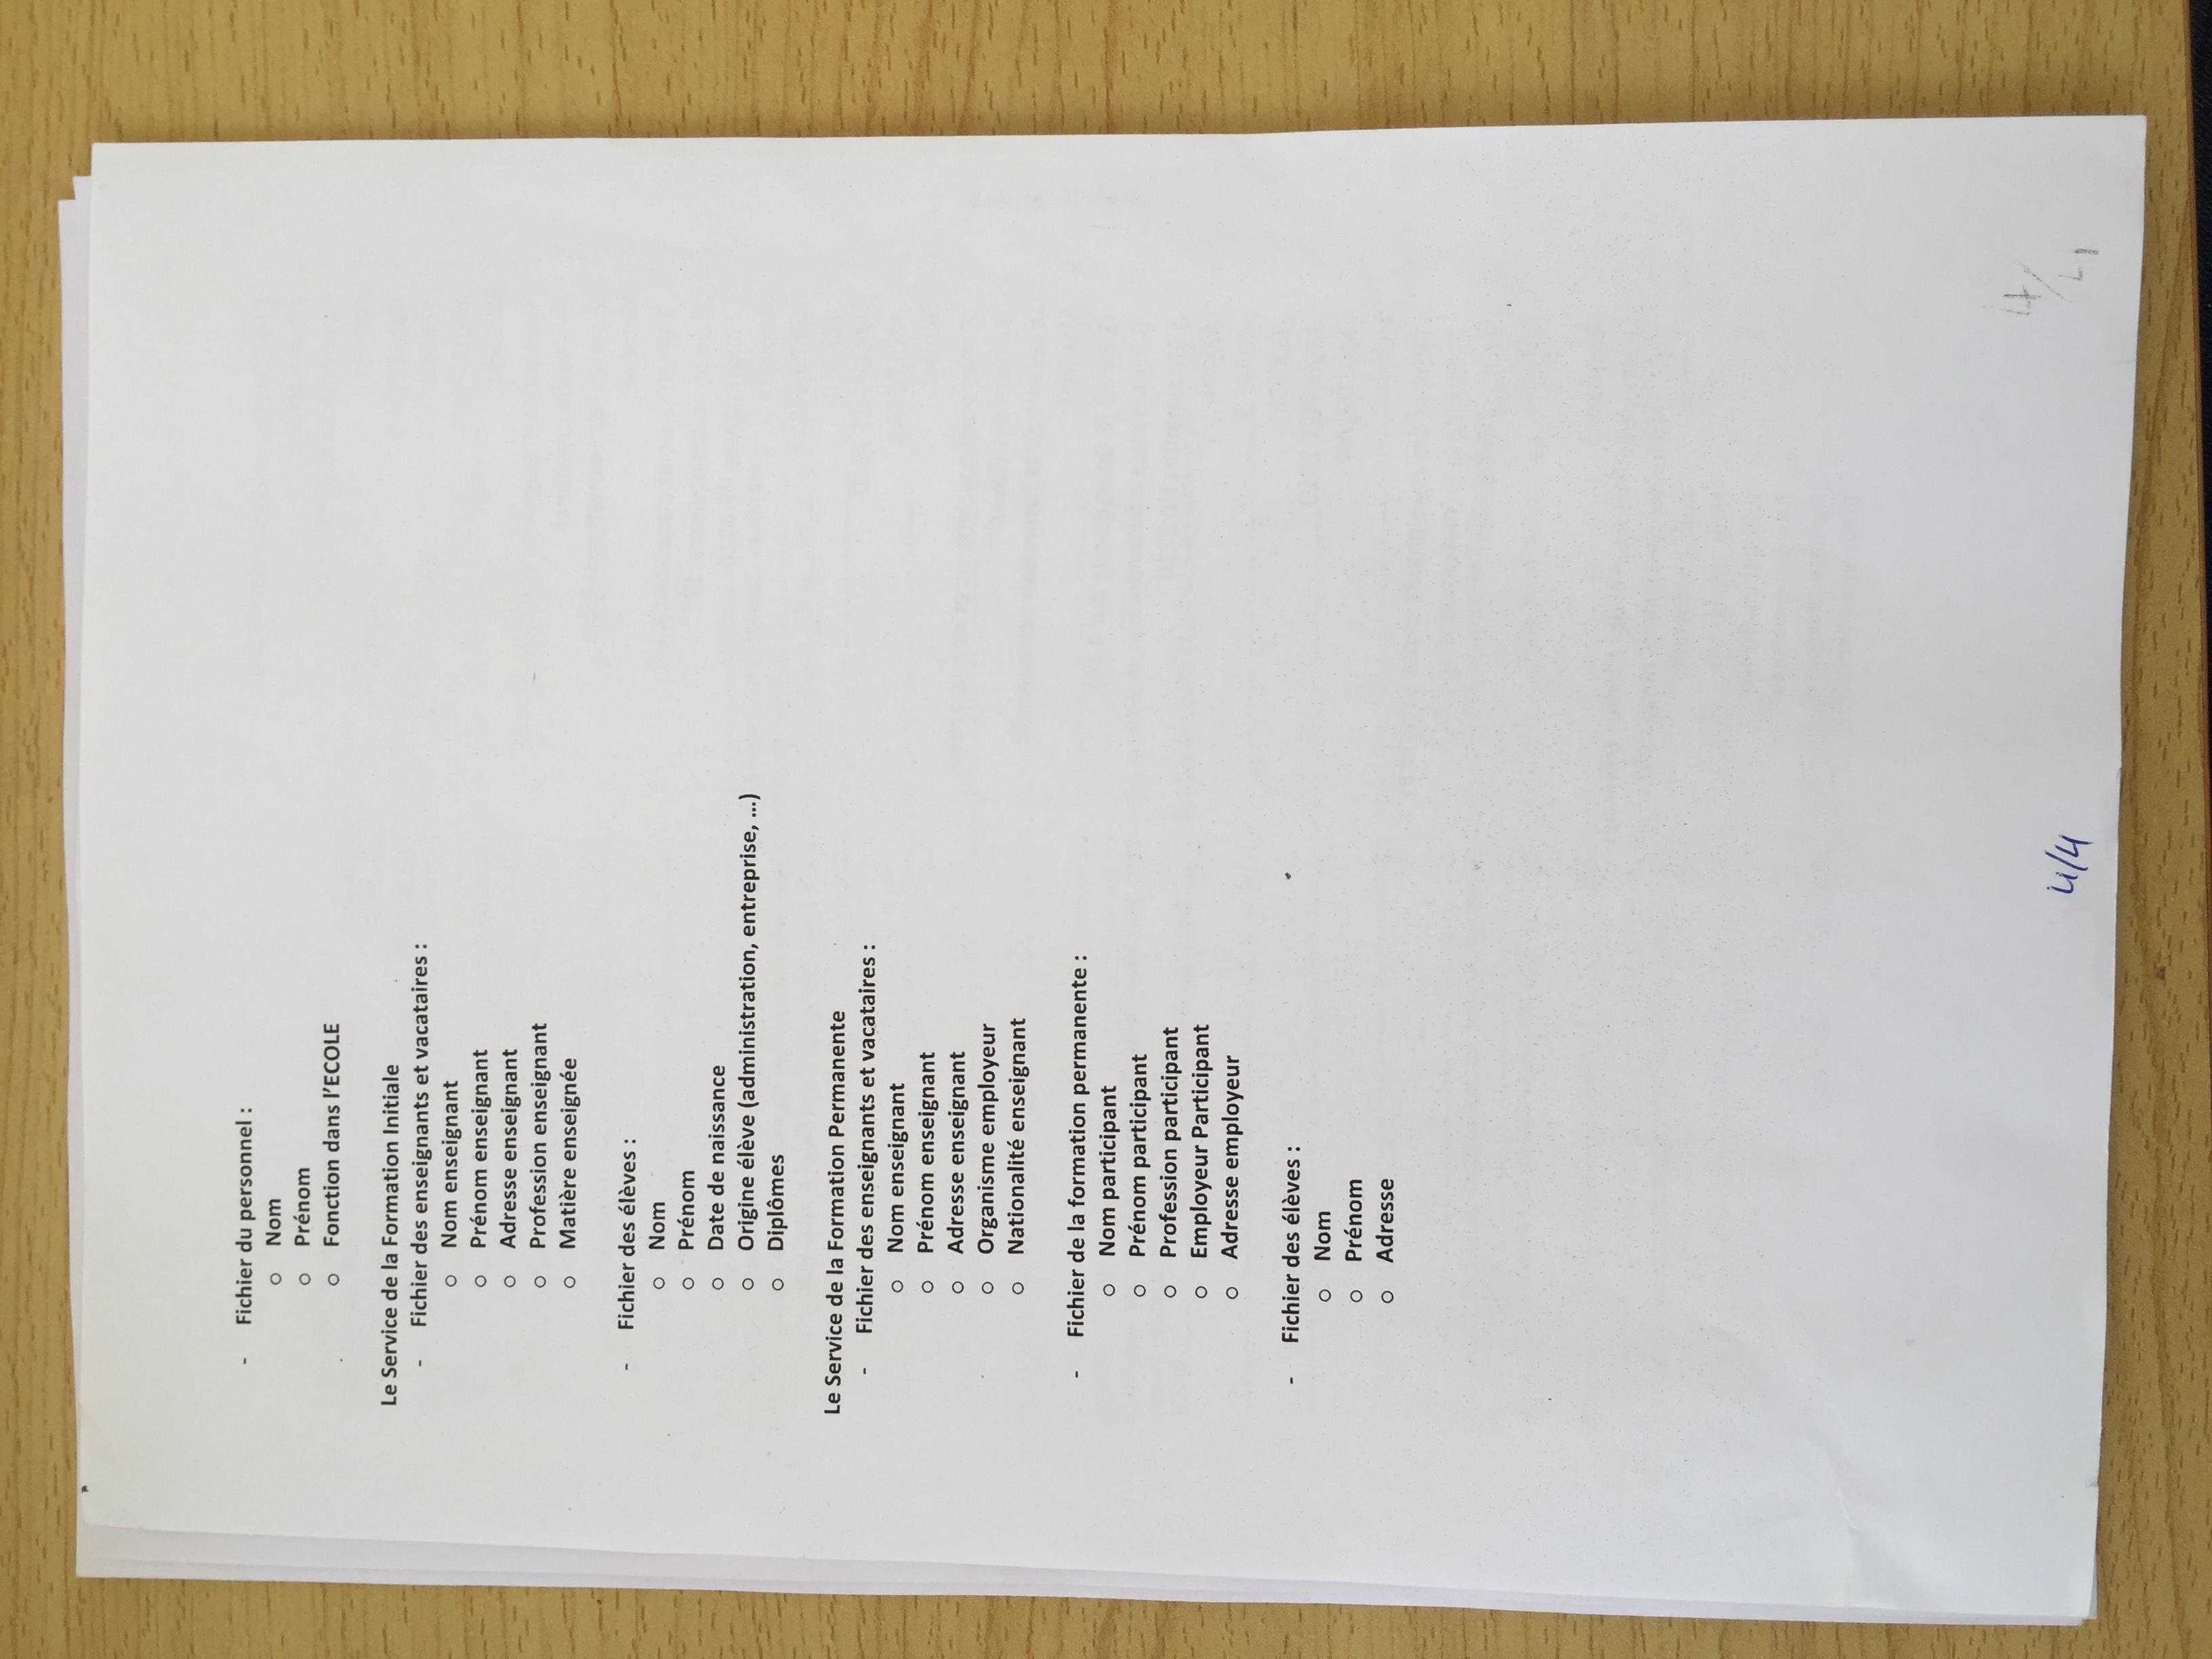 - Fichier du personnel :
o Nom
o Prénom
o Fonction dans l'ECOLE
Le Service de la Formation Initiale
- Fichier des enseignants et vacataires :
o Nom enseignant
o Prénom enseignant
o Adresse enseignant
o Profession enseignant
o Matière enseignée
- Fichier des élèves :
o Nom
o Prénom
o Date de naissance
o Origine élève (administration, entreprise, ...)
o Diplômes
Le Service de la Formation Permanente
- Fichier des enseignants et vacataires :
o Nom enseignant
o Prénom enseignant
o Adresse enseignant
o Organisme employeur
o Nationalité enseignant
- Fichier de la formation permanente :
o Nom participant
o Prénom participant
o Profession participant
o Employeur Participant
o Adresse employeur
- Fichier des élèves :
o Nom
o Prénom
o Adresse
4/4
4/4